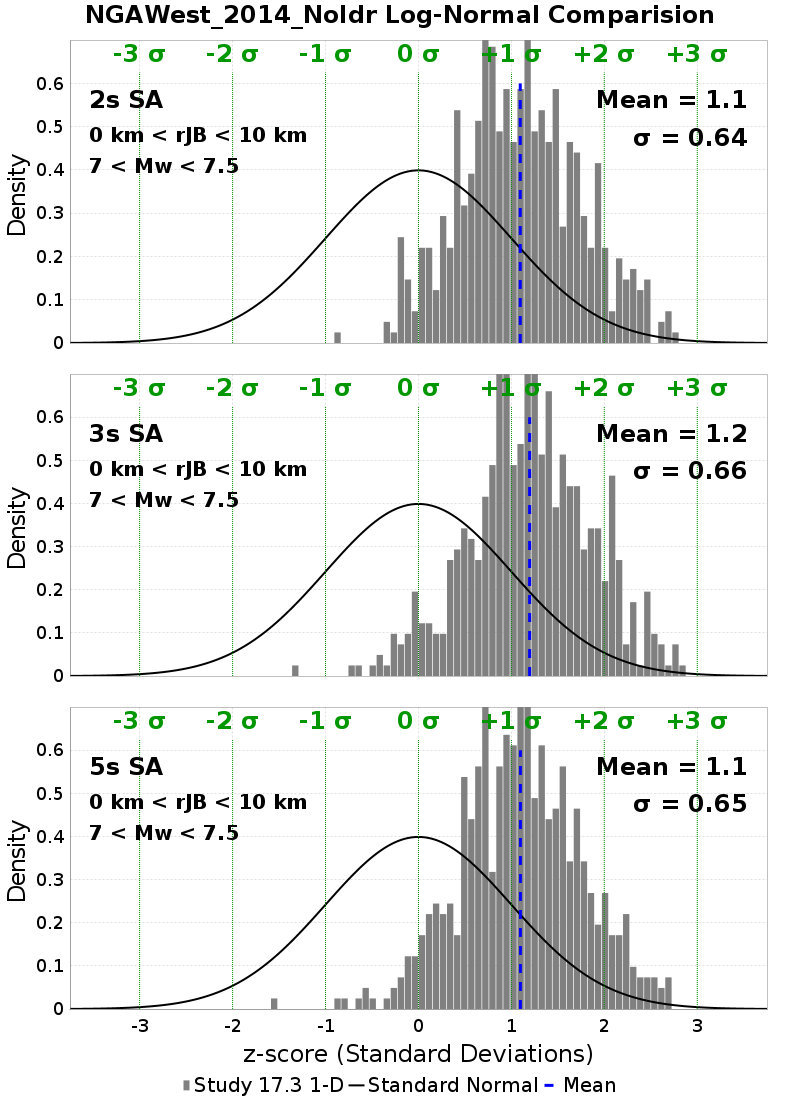 NGAWest_2014_NoIdr Log-Normal Comparision
-3 σ -2 σ -1 σ 0 σ +1 σ +2 σ +3 σ
2s SA
0 km < rJB < 10 km
7 < Mw < 7.5
Mean = 1.1
σ = 0.64
Density
0.6
0.5
0.4
0.3
0.2
0.1
0
-3 σ -2 σ -1 σ 0 σ +1 σ +2 σ +3 σ
3s SA
0 km < rJB < 10 km
7 < Mw < 7.5
Mean = 1.2
σ = 0.66
Density
0.6
0.5
0.4
0.3
0.2
0.1
0
-3 σ -2 σ -1 σ 0 σ +1 σ +2 σ +3 σ
5s SA
0 km < rJB < 10 km
7 < Mw < 7.5
Mean = 1.1
σ = 0.65
Density
0.6
0.5
0.4
0.3
0.2
0.1
0
-3 -2 -1 0 1 2 3
z-score (Standard Deviations)
Study 17.3 1-D Standard Normal Mean